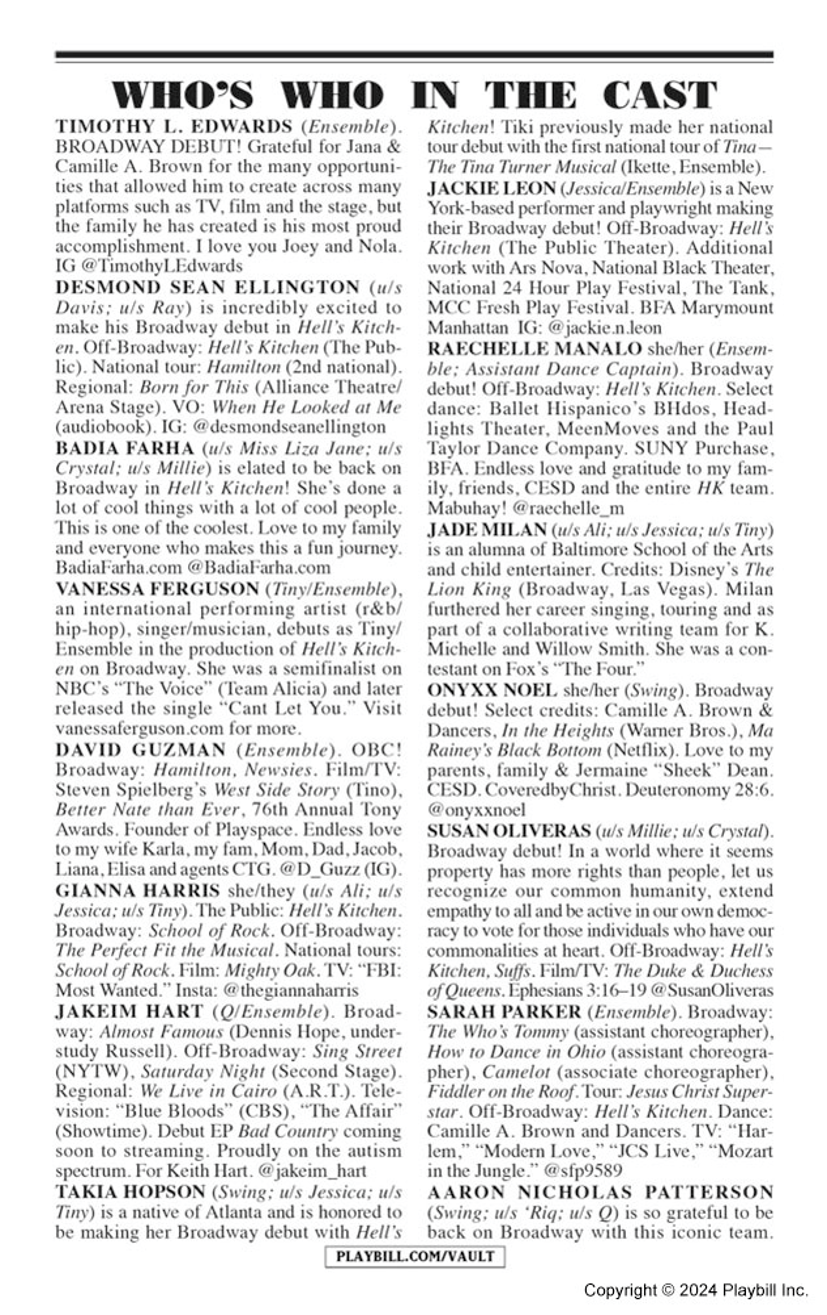 WHO'S WHO IN THE CAST
TIMOTHY L. EDWARDS (Ensemble).
BROADWAY DEBUT! Grateful for Jana &
Camille A. Brown for the many opportuni-
ties that allowed him to create across many
platforms such as TV, film and the stage, but
the family he has created is his most proud
accomplishment. I love you Joey and Nola.
IG @TimothyLEdwards
DESMOND SEAN ELLINGTON (u/s
Davis; u/s Ray) is incredibly excited to
make his Broadway debut in Hell's Kitch-
en. Off-Broadway: Hell's Kitchen (The Pub-
lic). National tour: Hamilton (2nd national).
Regional: Born for This (Alliance Theatre/
Arena Stage). VO: When He Looked at Me
(audiobook). IG: @desmondseanellington
BADIA FARHA (u/s Miss Liza Jane; u/s
Crystal; u/s Millie) is elated to be back on
Broadway in Hell's Kitchen! She's done a
lot of cool things with a lot of cool people.
This is one of the coolest. Love to my family
and everyone who makes this a fun journey.
BadiaFarha.com @BadiaFarha.com
VANESSA FERGUSON (Tiny/Ensemble),
an international performing artist (r&b/
hip-hop), singer/musician, debuts as Tiny/
Ensemble in the production of Hell's Kitch-
en on Broadway. She was a semifinalist on
NBC's “The Voice” (Team Alicia) and later
released the single “Cant Let You.” Visit
vanessaferguson.com for more.
DAVID GUZMAN (Ensemble). OBC!
Broadway: Hamilton, Newsies. Film/TV:
Steven Spielberg's West Side Story (Tino),
Better Nate than Ever, 76th Annual Tony
Awards. Founder of Playspace. Endless love
to my wife Karla, my fam, Mom, Dad, Jacob,
Liana, Elisa and agents CTG. @D_Guzz (IG).
GIANNA HARRIS she/they (u/s Ali; u/s
Jessica; u/s Tiny). The Public: Hell's Kitchen.
Broadway: School of Rock. Off-Broadway:
The Perfect Fit the Musical. National tours:
School of Rock. Film: Mighty Oak. TV: “FBI:
Most Wanted.” Insta: @thegiannaharris
JAKEIM HART (Q/Ensemble). Broad-
way: Almost Famous (Dennis Hope, under-
study Russell). Off-Broadway: Sing Street
(NYTW), Saturday Night (Second Stage).
Regional: We Live in Cairo (A.R.T.). Tele-
vision: “Blue Bloods” (CBS), “The Affair”
(Showtime). Debut EP Bad Country coming
soon to streaming. Proudly on the autism
spectrum. For Keith Hart. @jakeim_hart
TAKIA HOPSON (Swing; u/s Jessica; u/s
Tiny) is a native of Atlanta and is honored to
be making her Broadway debut with Hell's
Kitchen! Tiki previously made her national
tour debut with the first national tour of Tina—
The Tina Turner Musical (Ikette, Ensemble).
JACKIE LEON (Jessica/Ensemble) is a New
York-based performer and playwright making
their Broadway debut! Off-Broadway: Hell's
Kitchen (The Public Theater). Additional
work with Ars Nova, National Black Theater,
National 24 Hour Play Festival, The Tank,
MCC Fresh Play Festival. BFA Marymount
Manhattan IG: @jackie.n.leon
RAECHELLE MANALO she/her (Ensem-
ble; Assistant Dance Captain). Broadway
debut! Off-Broadway: Hell's Kitchen. Select
dance: Ballet Hispanico's BHdos, Head-
lights Theater, MeenMoves and the Paul
Taylor Dance Company. SUNY Purchase,
BFA. Endless love and gratitude to my fam-
ily, friends, CESD and the entire HK team.
Mabuhay! @raechelle_m
JADE MILAN (u/s Ali; u/s Jessica; u/s Tiny)
is an alumna of Baltimore School of the Arts
and child entertainer. Credits: Disney's The
Lion King (Broadway, Las Vegas). Milan
furthered her career singing, touring and as
part of a collaborative writing team for K.
Michelle and Willow Smith. She was a con-
testant on Fox's “The Four.”
ONYXX NOEL she/her (Swing). Broadway
debut! Select credits: Camille A. Brown &
Dancers, In the Heights (Warner Bros.), Ma
Rainey's Black Bottom (Netflix). Love to my
parents, family & Jermaine “Sheek” Dean.
CESD. CoveredbyChrist. Deuteronomy 28:6.
@onyxxnoel
SUSAN OLIVERAS (u/s Millie; u/s Crystal).
Broadway debut! In a world where it seems
property has more rights than people, let us
recognize our common humanity, extend
empathy to all and be active in our own democ-
racy to vote for those individuals who have our
commonalities at heart. Off-Broadway: Hell's
Kitchen, Suffs. Film/TV: The Duke & Duchess
of Queens. Ephesians 3:16–19 @SusanOliveras
SARAH PARKER (Ensemble). Broadway:
The Who's Tommy (assistant choreographer),
How to Dance in Ohio (assistant choreogra-
pher), Camelot (associate choreographer),
Fiddler on the Roof. Tour: Jesus Christ Super-
star. Off-Broadway: Hell's Kitchen. Dance:
Camille A. Brown and Dancers. TV: “Har-
lem,” “Modern Love,” “JCS Live,” “Mozart
in the Jungle.” @sfp9589
AARON NICHOLAS PATTERSON
(Swing; u/s ‘Riq; u/s Q) is so grateful to be
back on Broadway with this iconic team.
PLAYBILL.COM/VAULT
Copyright © 2024 Playbill Inc.